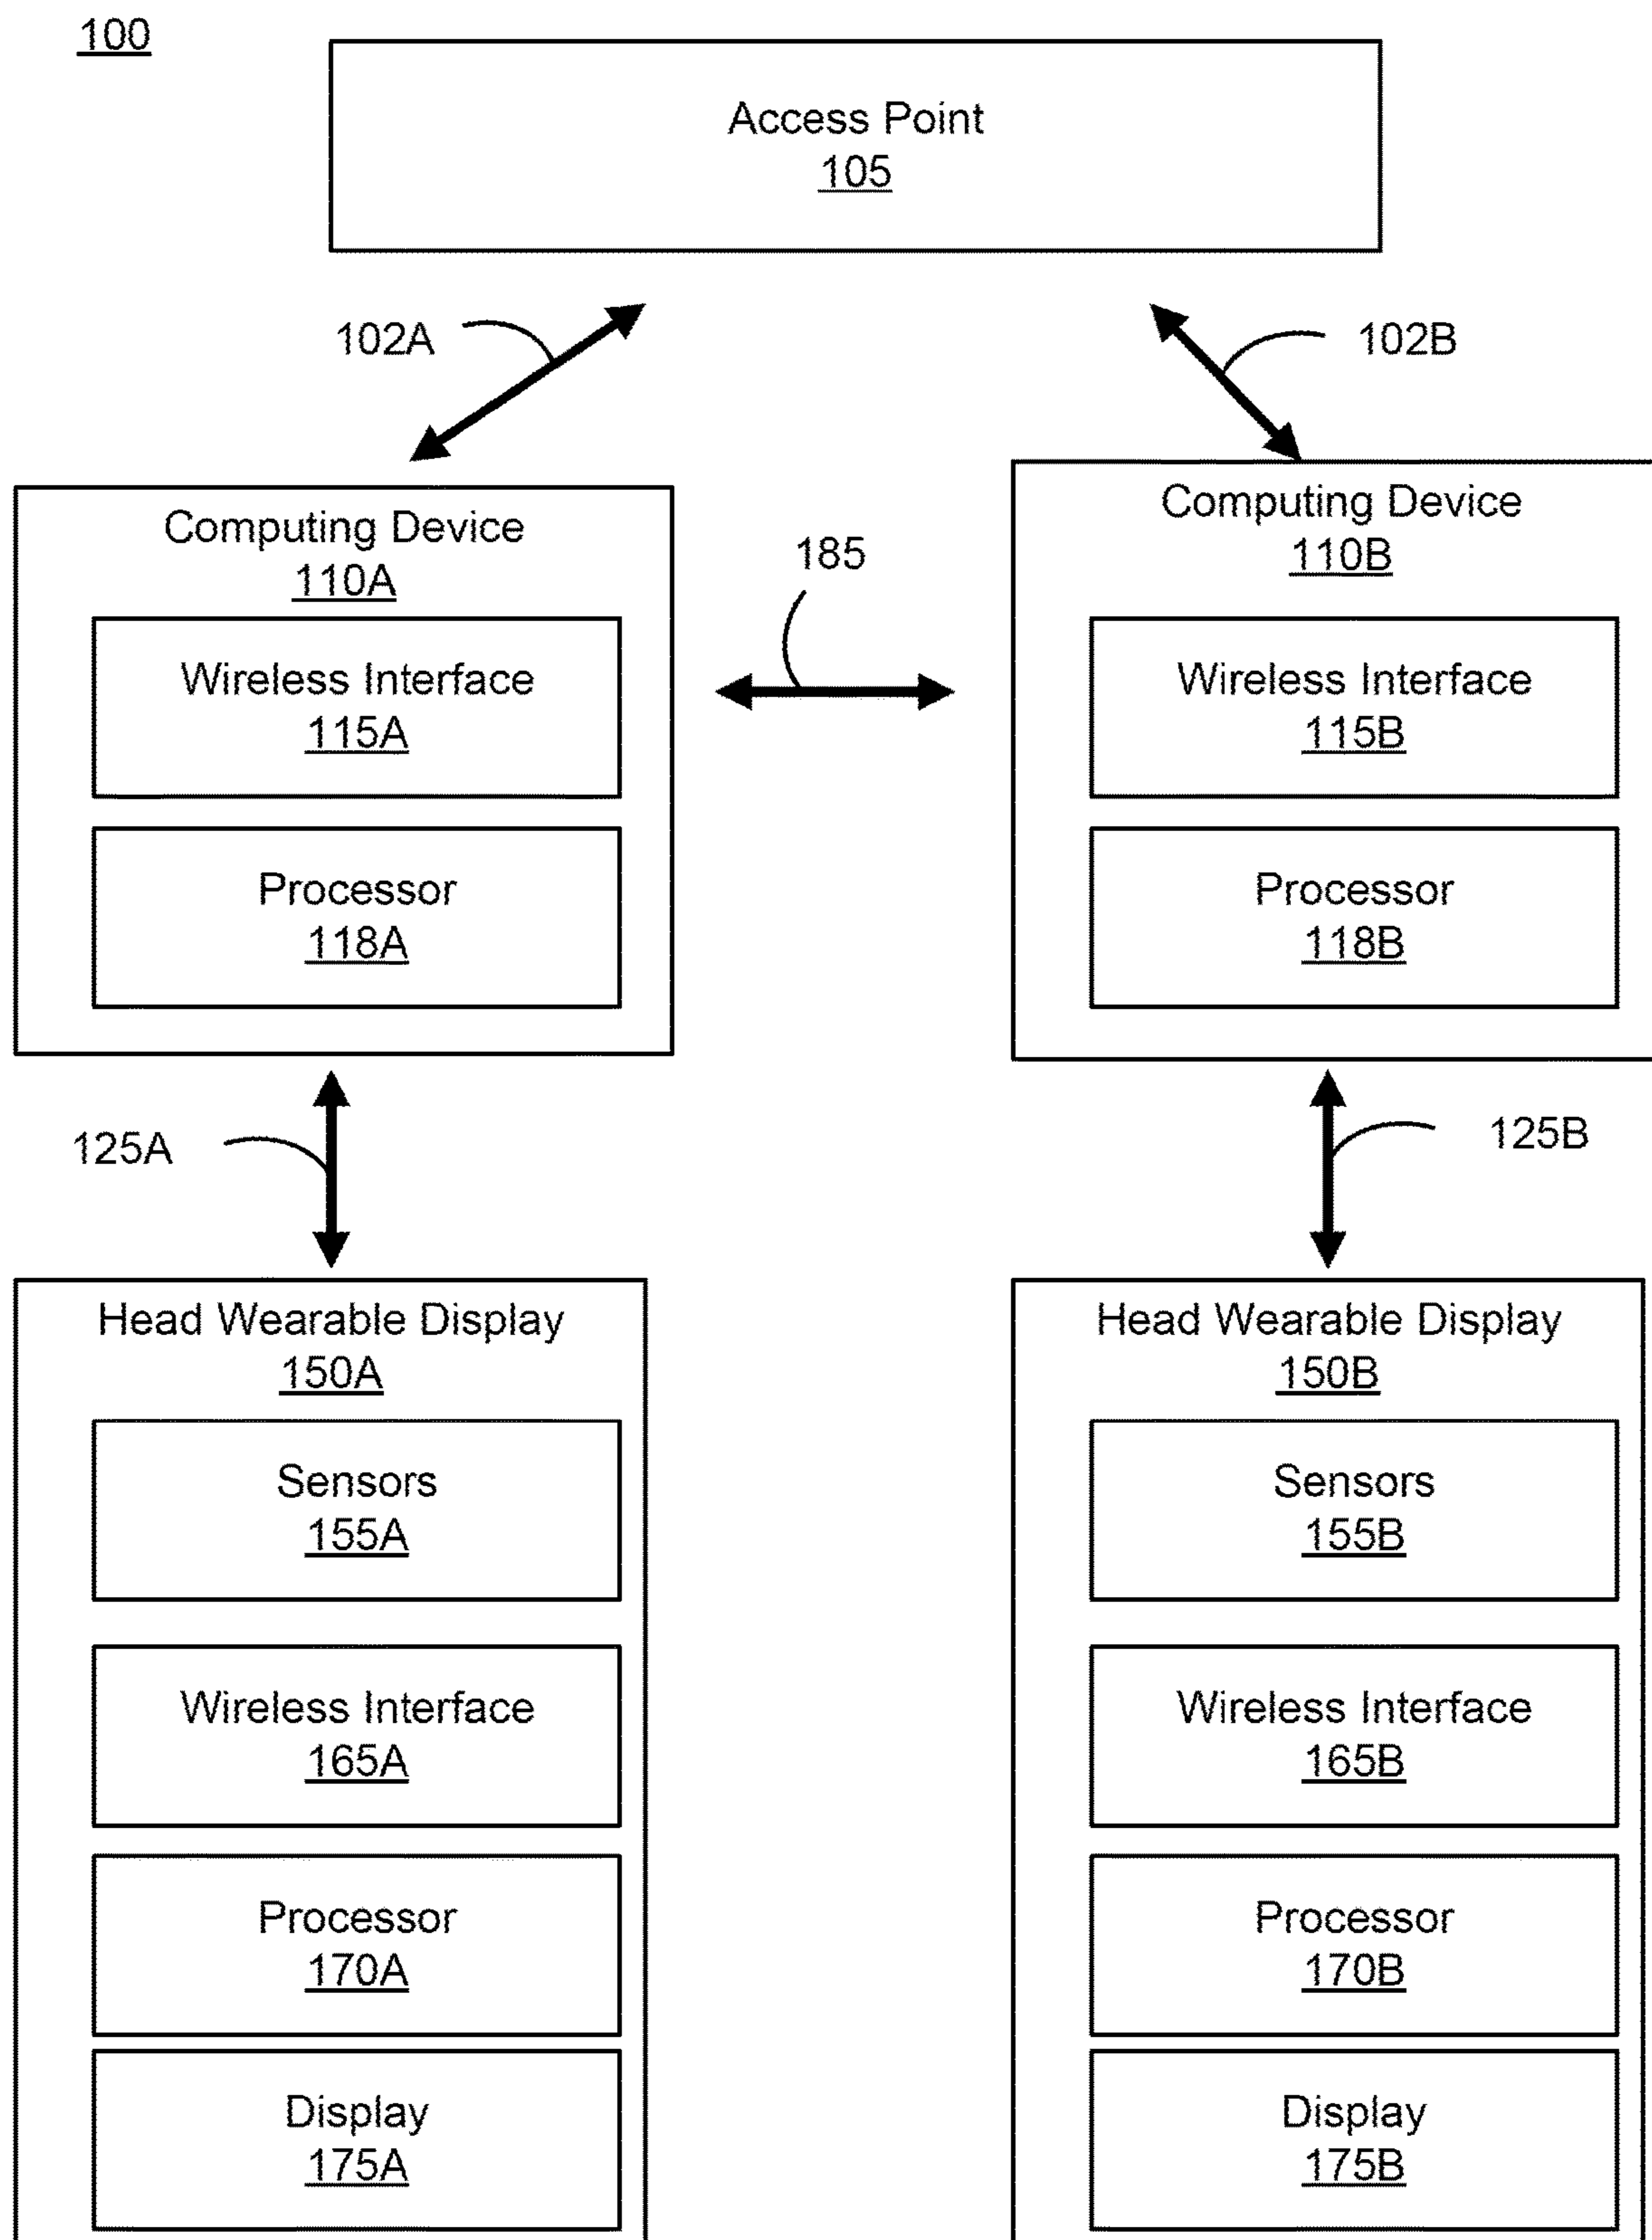 100
Access Point
105
102A
102B
Computing Device
110A
Wireless Interface
115A
Processor
118A
185
Computing Device
110B
Wireless Interface
115B
Processor
118B
125A
125B
Head Wearable Display
150A
Sensors
155A
Wireless Interface
165A
Processor
170A
Display
175A
Head Wearable Display
150B
Sensors
155B
Wireless Interface
165B
Processor
170B
Display
175B